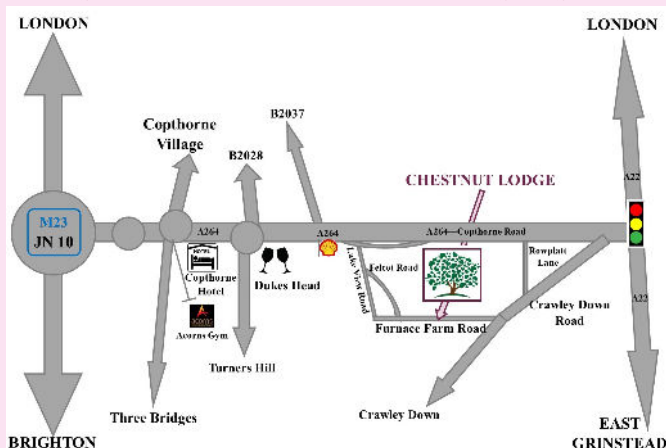 LONDON
LONDON
B2037
Copthorne
Village
B2028
CHESTNUT LODGE
A22
M23
JN 10
A264
A264
A264—Copthorne Road
Copthorne
Hotel
Dukes Head
Lake View Road
Felcot Road
Rowplatt
Lane
HOTEL
acorns
Acorns Gym
Furnace Farm Road
Crawley Down
Road
A22
Turners Hill
Three Bridges
Crawley Down
BRIGHTON
EAST
GRINSTEAD